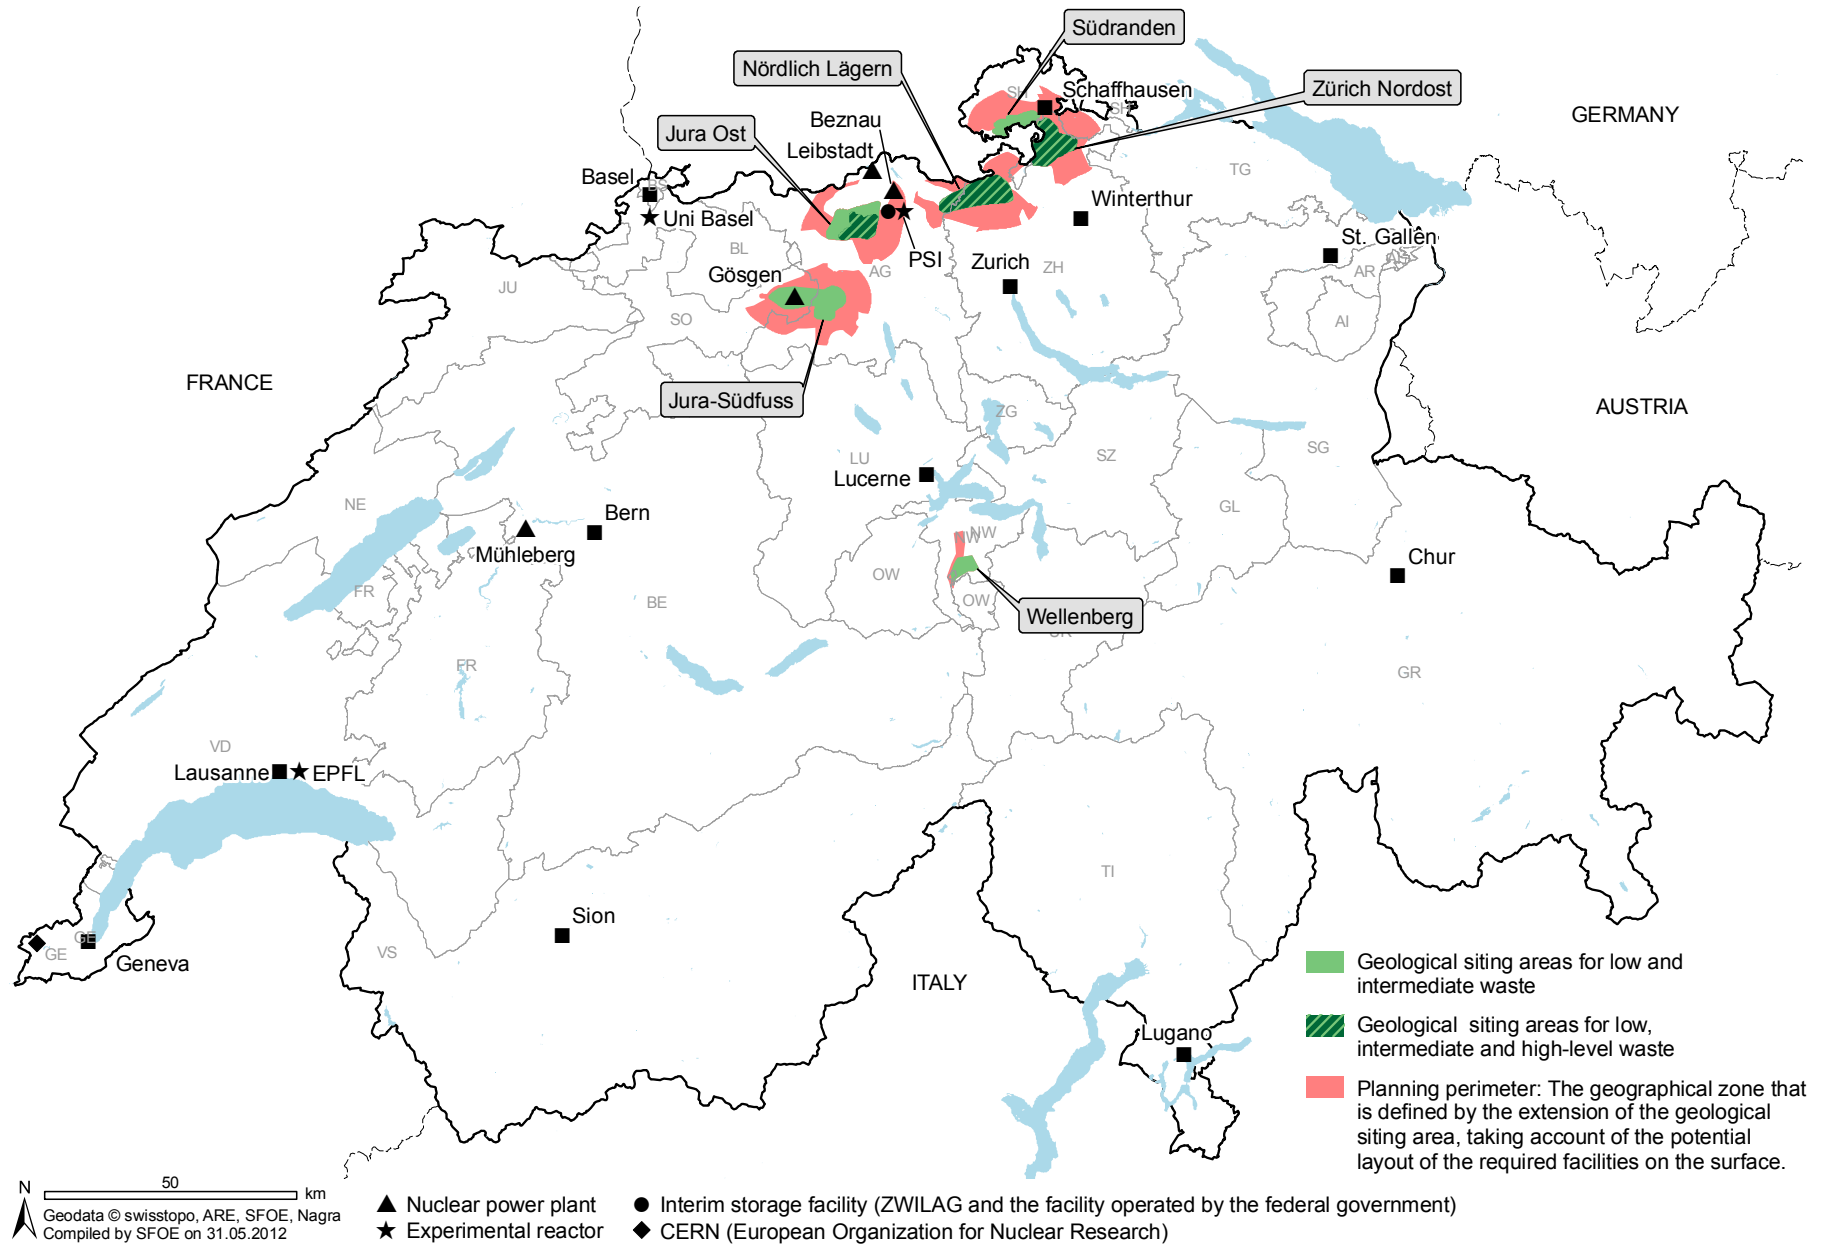 Südranden
Nördlich Lägern
Zürich Nordost
SH
Schaffhausen
SH
GERMANY
Beznau
Jura Ost
Leibstadt
TG
Basel
BS
Winterthur
Uni Basel
St. Gallen
BL
PSI
Zurich
ZH
AR
Gösgen
AG
JU
SO
AI
FRANCE
Jura-Südfuss
AUSTRIA
ZG
LU
SZ
SG
Lucerne
NE
GL
Bern
NW
NW
Mühleberg
Chur
OW
FR
BE
OW
Wellenberg
UR
FR
GR
VD
Lausanne
EPFL
TI
Sion
GE
GE
VS
Geneva
ITALY
Lugano
Geological siting areas for low and
intermediate waste
Geological siting areas for low,
intermediate and high-level waste
Planning perimeter: The geographical zone that
is defined by the extension of the geological
siting area, taking account of the potential
layout of the required facilities on the surface.
N
50
km
Geodata © swisstopo, ARE, SFOE, Nagra
Compiled by SFOE on 31.05.2012
Nuclear power plant
Experimental reactor
Interim storage facility (ZWILAG and the facility operated by the federal government)
CERN (European Organization for Nuclear Research)